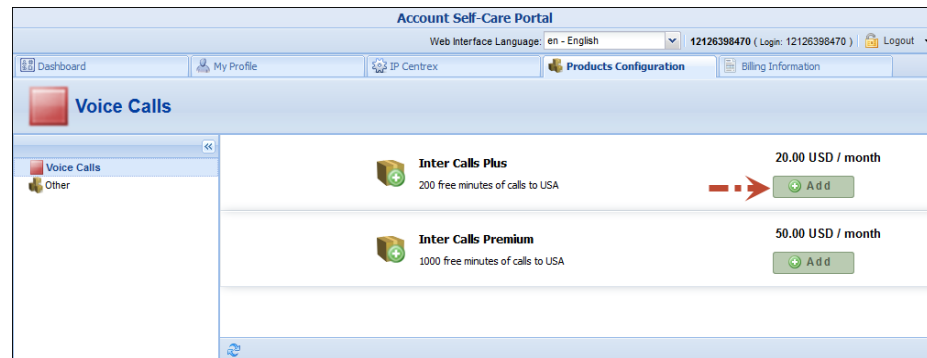 Account Self-Care Portal
Web Interface Language: en - English 12126398470 ( Login: 12126398470 ) Logout
Dashboard My Profile IP Centrex Products Configuration Billing Information
Voice Calls
Voice Calls
Other
Inter Calls Plus 20.00 USD / month
200 free minutes of calls to USA Add
Inter Calls Premium 50.00 USD / month
1000 free minutes of calls to USA Add